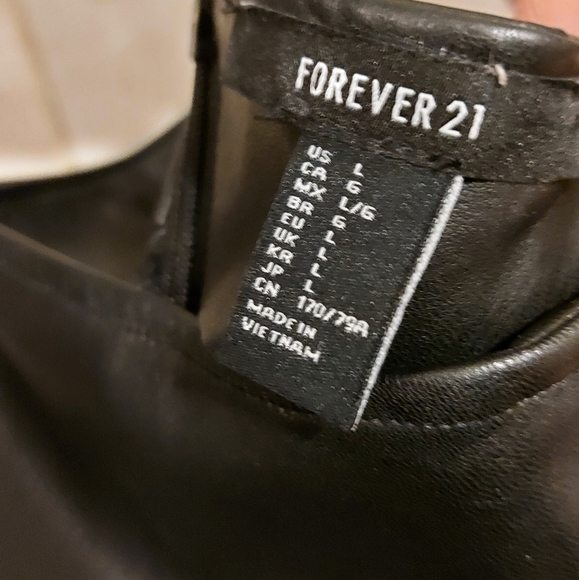 FOREVER 21
US L
CA G
MX L/G
BR G
EU L
UK L
KR L
JP L
CN 170/79A
MADE IN
VIETNAM